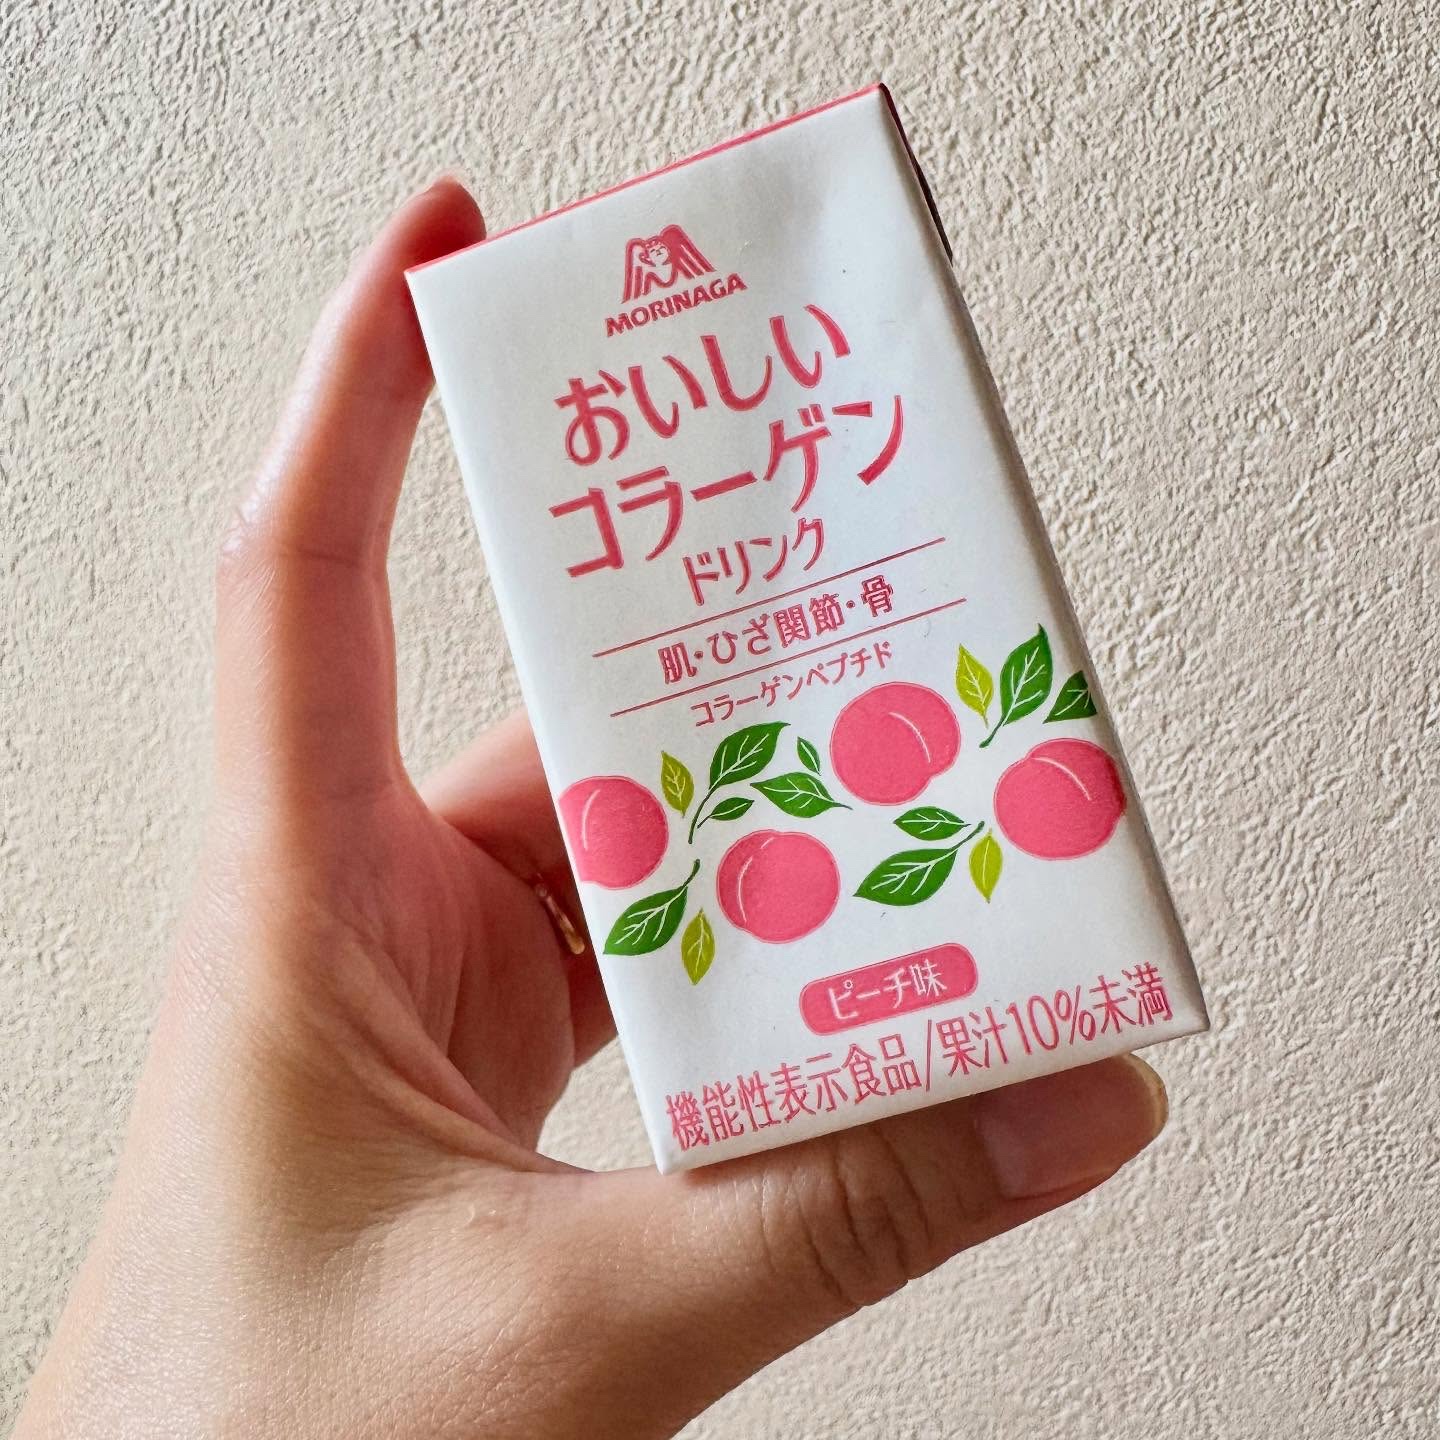 MORINAGA
おいしい
コラーゲン
ドリンク
肌・ひざ関節・骨
コラーゲンペプチド
ピーチ味
機能性表示食品/果汁10%未満